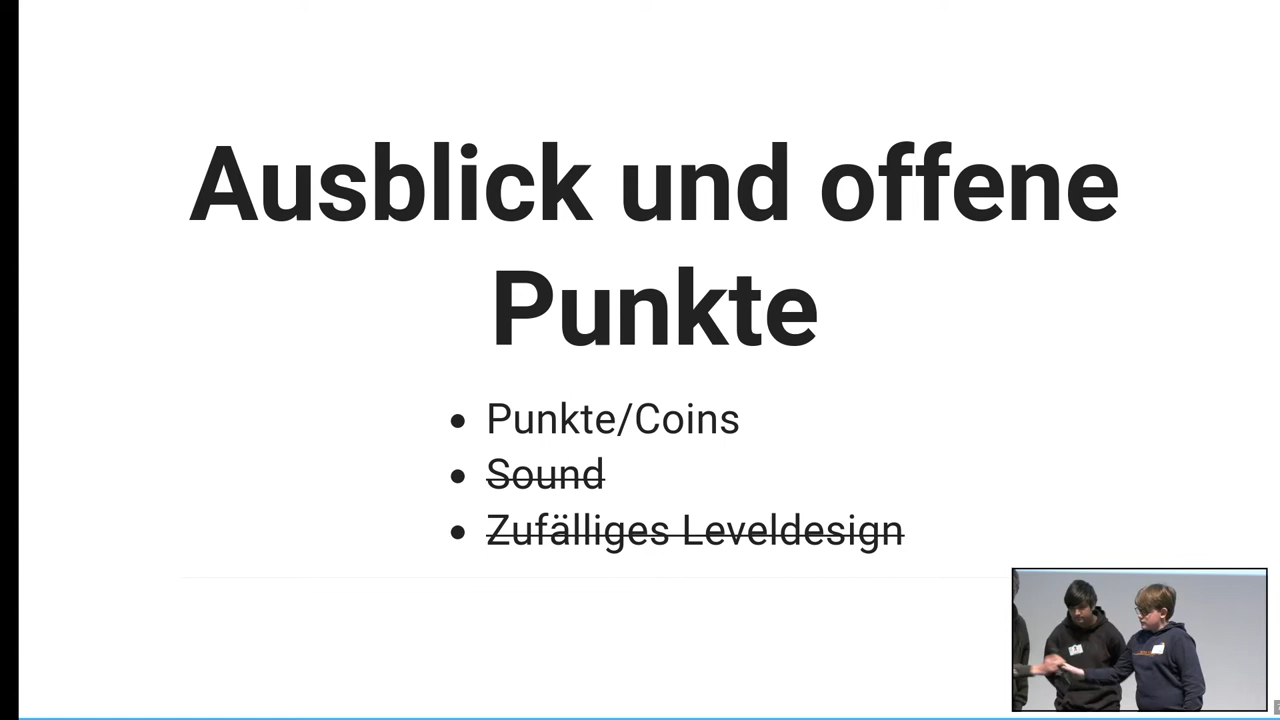 Ausblick und offene
Punkte
Punkte/Coins
Sound
Zufälliges Leveldesign